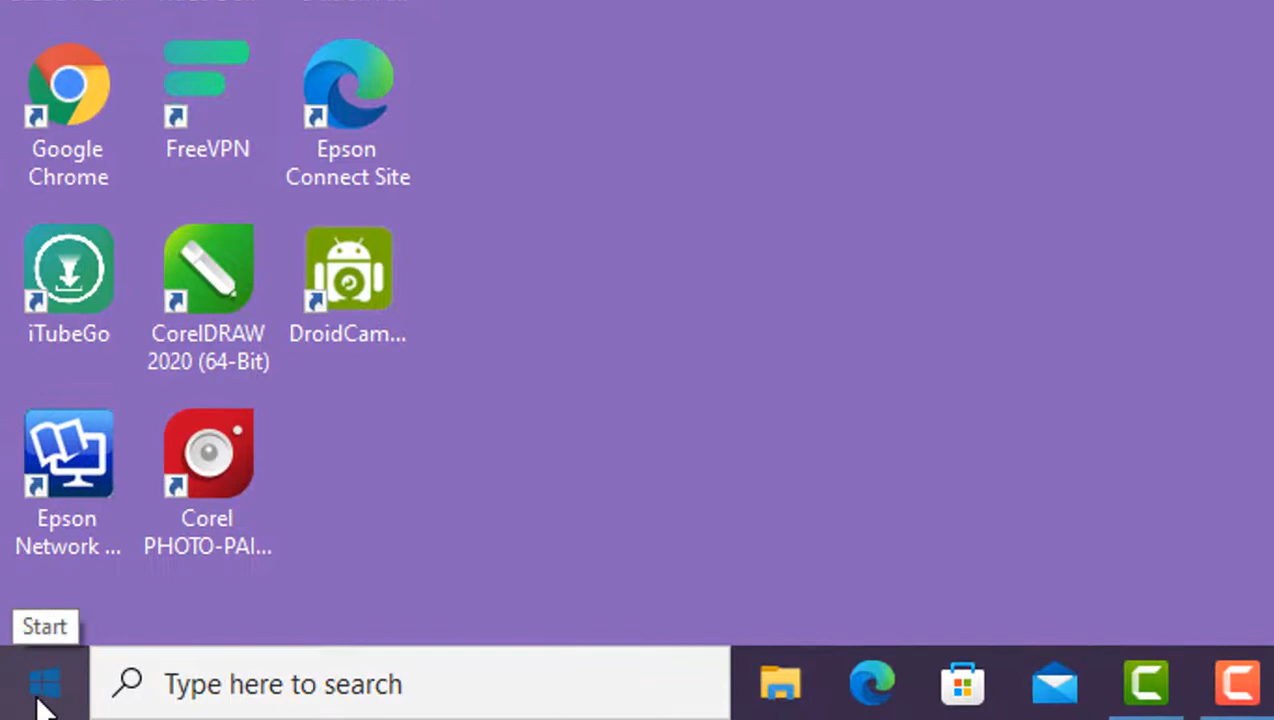 Google
Chrome
FreeVPN
Epson
Connect Site
iTubeGo
CorelDRAW
2020 (64-Bit)
DroidCam...
Epson
Network ...
Corel
PHOTO-PAI...
Start
Type here to search